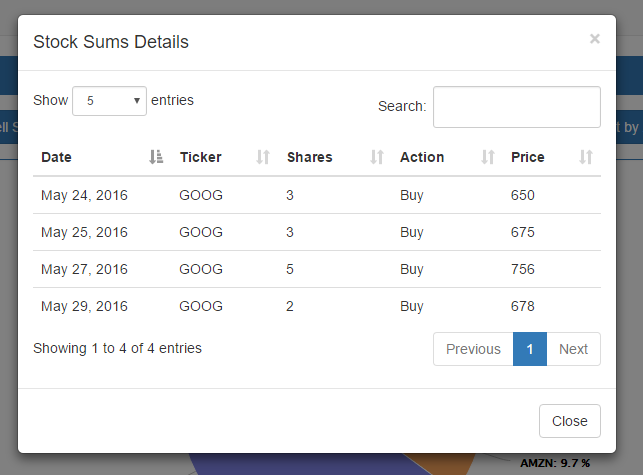 Stock Sums Details ×
Show 5 entries Search:
ell S
t by
Date Ticker Shares Action Price
May 24, 2016 GOOG 3 Buy 650
May 25, 2016 GOOG 3 Buy 675
May 27, 2016 GOOG 5 Buy 756
May 29, 2016 GOOG 2 Buy 678
Showing 1 to 4 of 4 entries Previous 1 Next
Close
AMZN: 9.7 %